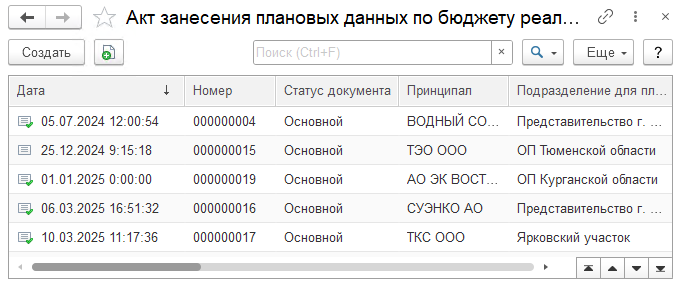 Акт занесения плановых данных по бюджету реал...
Создать Поиск (Ctrl+F) × Еще ?
Дата ↓ Номер Статус документа Принципал Подразделение для пл...
05.07.2024 12:00:54 000000004 Основной ВОДНЫЙ СО... Представительство г. ...
25.12.2024 9:15:18 000000015 Основной ТЭО ООО ОП Тюменской области
01.01.2025 0:00:00 000000019 Основной АО ЭК ВОСТ... ОП Курганской области
06.03.2025 16:51:32 000000016 Основной СУЭНКО АО Представительство г. ...
10.03.2025 11:17:36 000000017 Основной ТКС ООО Ярковский участок